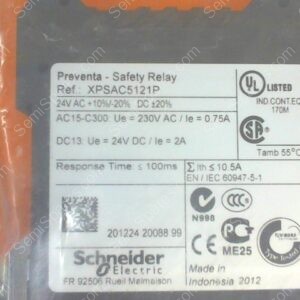 Preventa - Safety Relay
Ref.: XPSAC5121P
24V AC +10%/-20% DC ±20%
AC15-C300: Ue = 230V AC / Ie = 0.75A
DC13: Ue = 24V DC / Ie = 2A
Response Time: ≤ 100ms
Σ Ith ≤ 10.5A
EN / IEC 60947-5-1
UL
LISTED
IND.CONT.EQ
170M
Tamb 55°C
N998
ME25
201224 20088 99
Schneider
Electric
FR 92506 Rueil Malmaison
Made in
Indonesia 2012